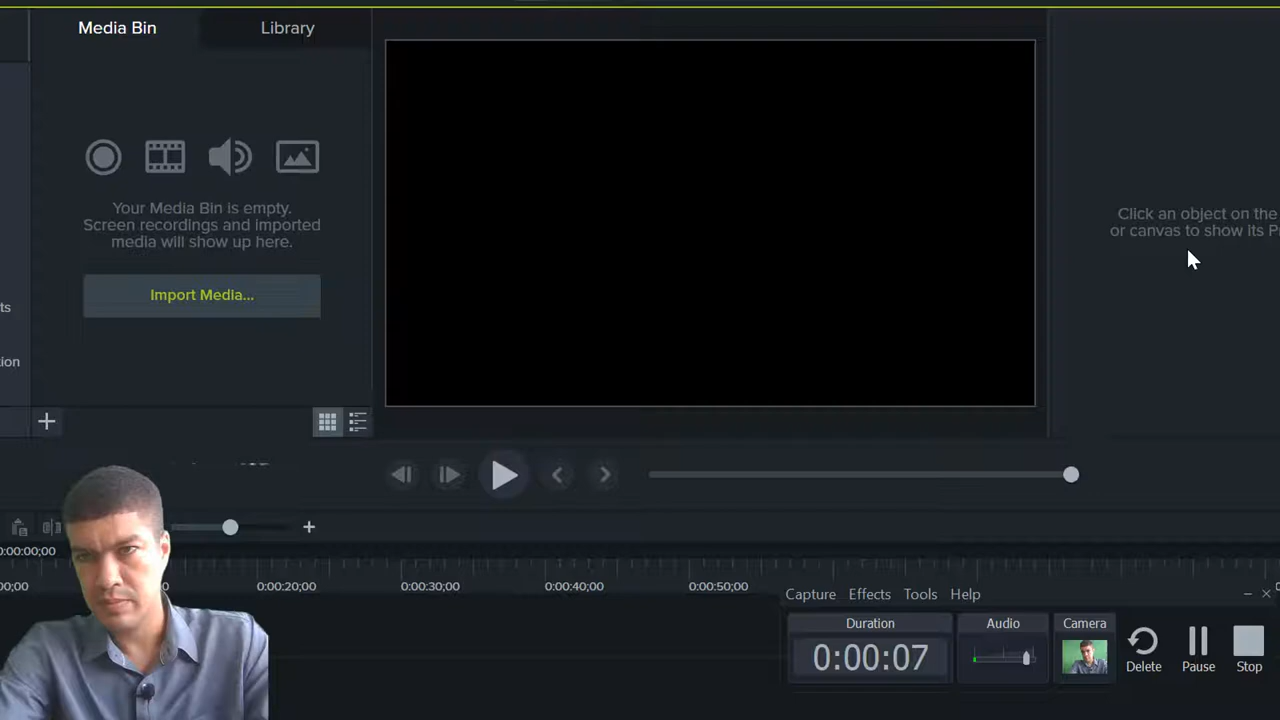 Media Bin
Library
Your Media Bin is empty.
Screen recordings and imported
media will show up here.
Import Media...
Click an object on the
or canvas to show its P
ts
ion
0:00:00;00
00;00
0:00:20;00
0:00:30;00
0:00:40;00
0:00:50;00
Capture
Effects
Tools
Help
Duration
Audio
Camera
0:00:07
Delete
Pause
Stop